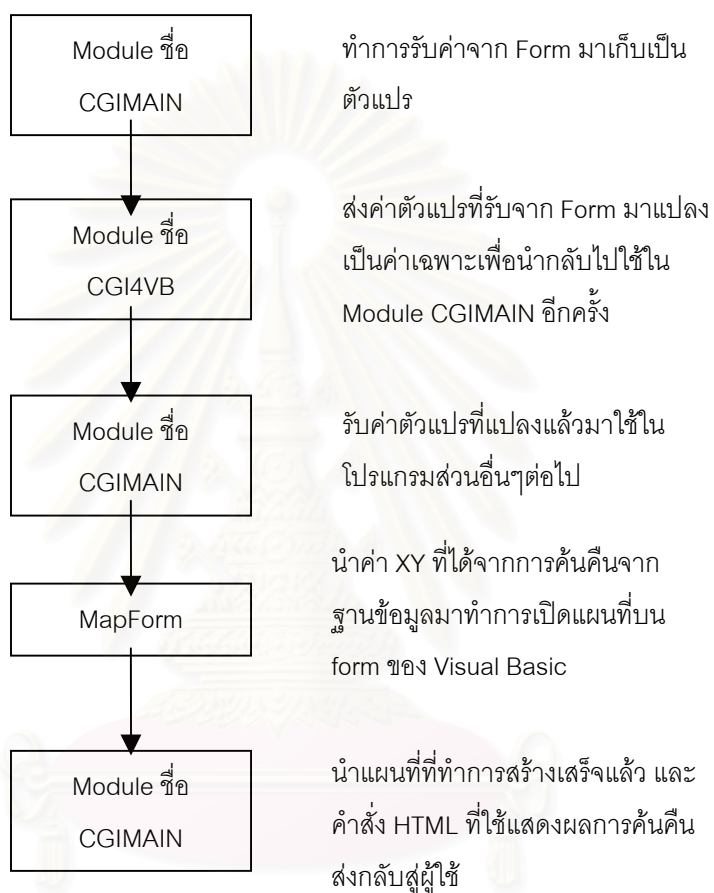 Module ชื่อ
CGIMAIN
ทำการรับค่าจาก Form มาเก็บเป็น
ตัวแปร
Module ชื่อ
CGI4VB
ส่งค่าตัวแปรที่รับจาก Form มาแปลง
เป็นค่าเฉพาะเพื่อนำกลับไปใช้ใน
Module CGIMAIN อีกครั้ง
Module ชื่อ
CGIMAIN
รับค่าตัวแปรที่แปลงแล้วมาใช้ใน
โปรแกรมส่วนอื่นๆต่อไป
MapForm
นำค่า XY ที่ได้จากการค้นคืนจาก
ฐานข้อมูลมาทำการเปิดแผนที่บน
form ของ Visual Basic
Module ชื่อ
CGIMAIN
นำแผนที่ที่ทำการสร้างเสร็จแล้ว และ
คำสั่ง HTML ที่ใช้แสดงผลการค้นคืน
ส่งกลับสู่ผู้ใช้